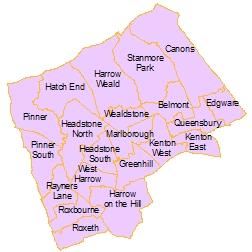 Canons
Stanmore
Park
Harrow
Weald
Hatch End
Belmont
Edgware
Pinner
Wealdstone
Queensbury
Headstone
North
Marlborough
Kenton
East
Kenton
West
Pinner
South
Headstone
South
Greenhill
West
Harrow
Rayners
Lane
Harrow
on the Hill
Roxbourne
Roxeth